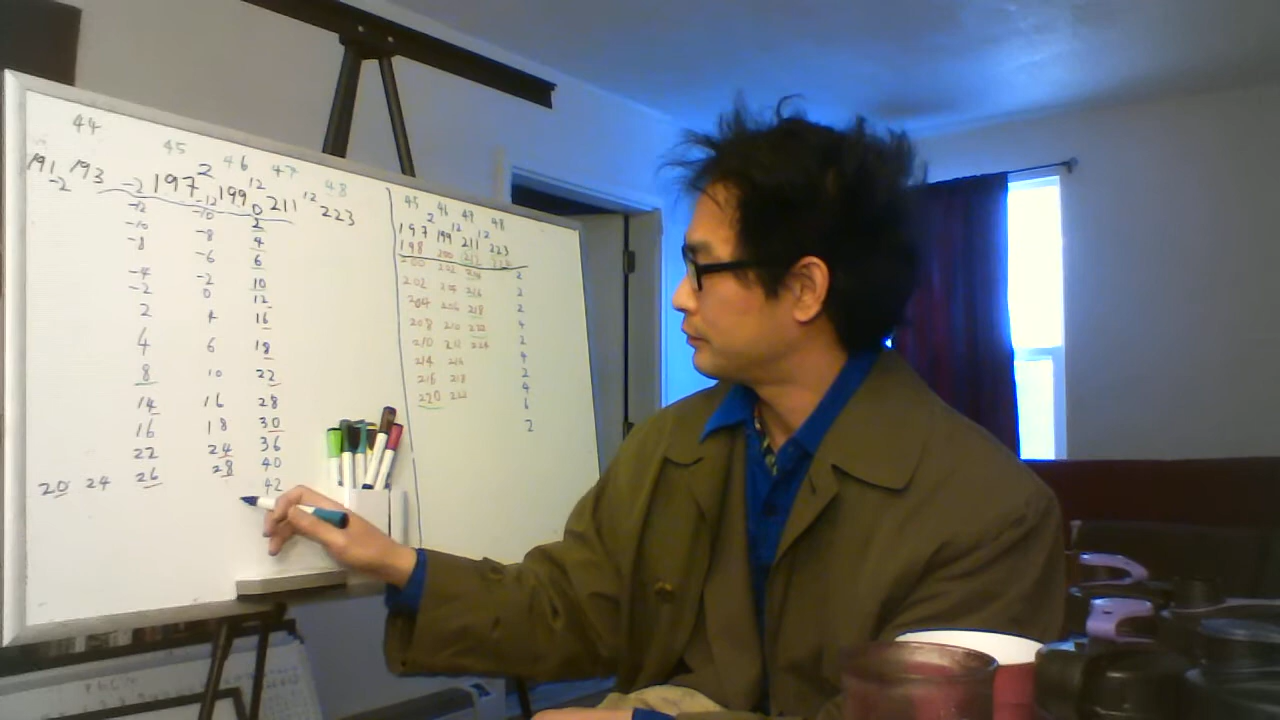 44
45 2 46 47 48
191 193 197 199 12 211 12 223
-2 -2 -12 0
-12 -10 2
-10 -8 4
-8 -6 6
-4 -2 10
-2 0 12
2 4 16
4 6 18
8 10 22
14 16 28
16 18 30
22 24 36
26 28 40
20 24 42
45 46 49 48
2 12 12
197 199 211 223
198 200 212
200 202 2
202 216 2
204 206 218 2
208 210 222 4
210 212 224 2
214 216 4
216 218 2
220 222 4
6
2